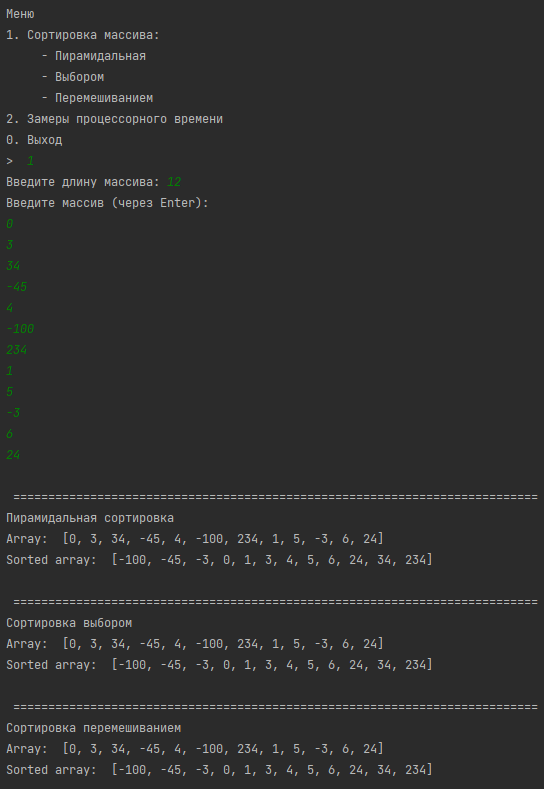 Меню
1. Сортировка массива:
- Пирамидальная
- Выбором
- Перемешиванием
2. Замеры процессорного времени
0. Выход
> 1
Введите длину массива: 12
Введите массив (через Enter):
0
3
34
-45
4
-100
234
1
5
-3
6
24
===========================================================================
Пирамидальная сортировка
Array:  [0, 3, 34, -45, 4, -100, 234, 1, 5, -3, 6, 24]
Sorted array:  [-100, -45, -3, 0, 1, 3, 4, 5, 6, 24, 34, 234]
===========================================================================
Сортировка выбором
Array:  [0, 3, 34, -45, 4, -100, 234, 1, 5, -3, 6, 24]
Sorted array:  [-100, -45, -3, 0, 1, 3, 4, 5, 6, 24, 34, 234]
===========================================================================
Сортировка перемешиванием
Array:  [0, 3, 34, -45, 4, -100, 234, 1, 5, -3, 6, 24]
Sorted array:  [-100, -45, -3, 0, 1, 3, 4, 5, 6, 24, 34, 234]